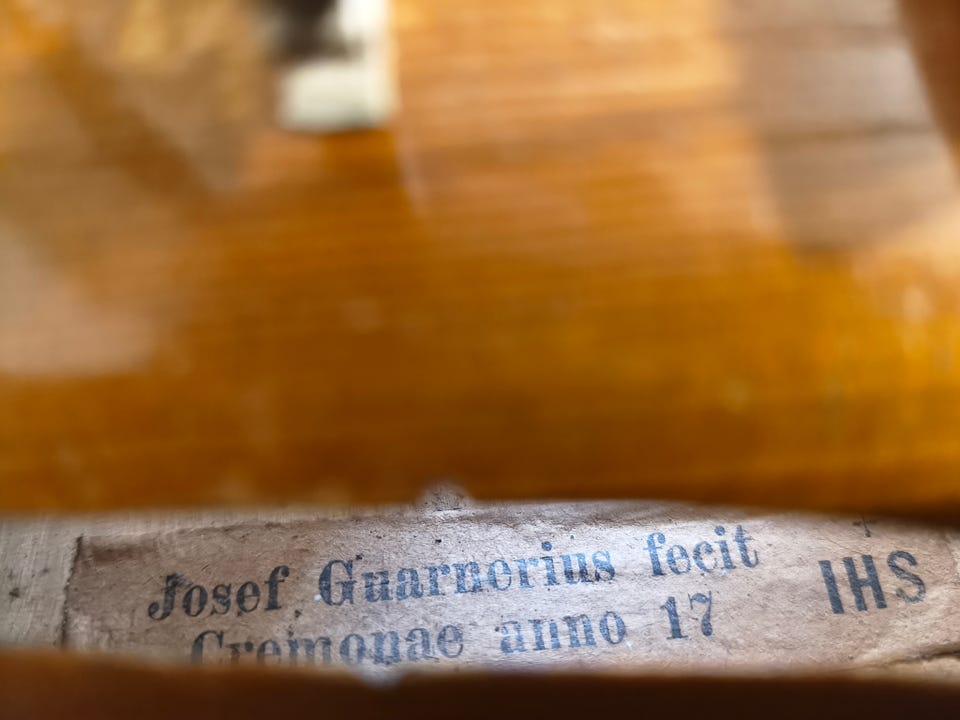 Josef Guarnerius fecit
Cremonae anno 17
IHS